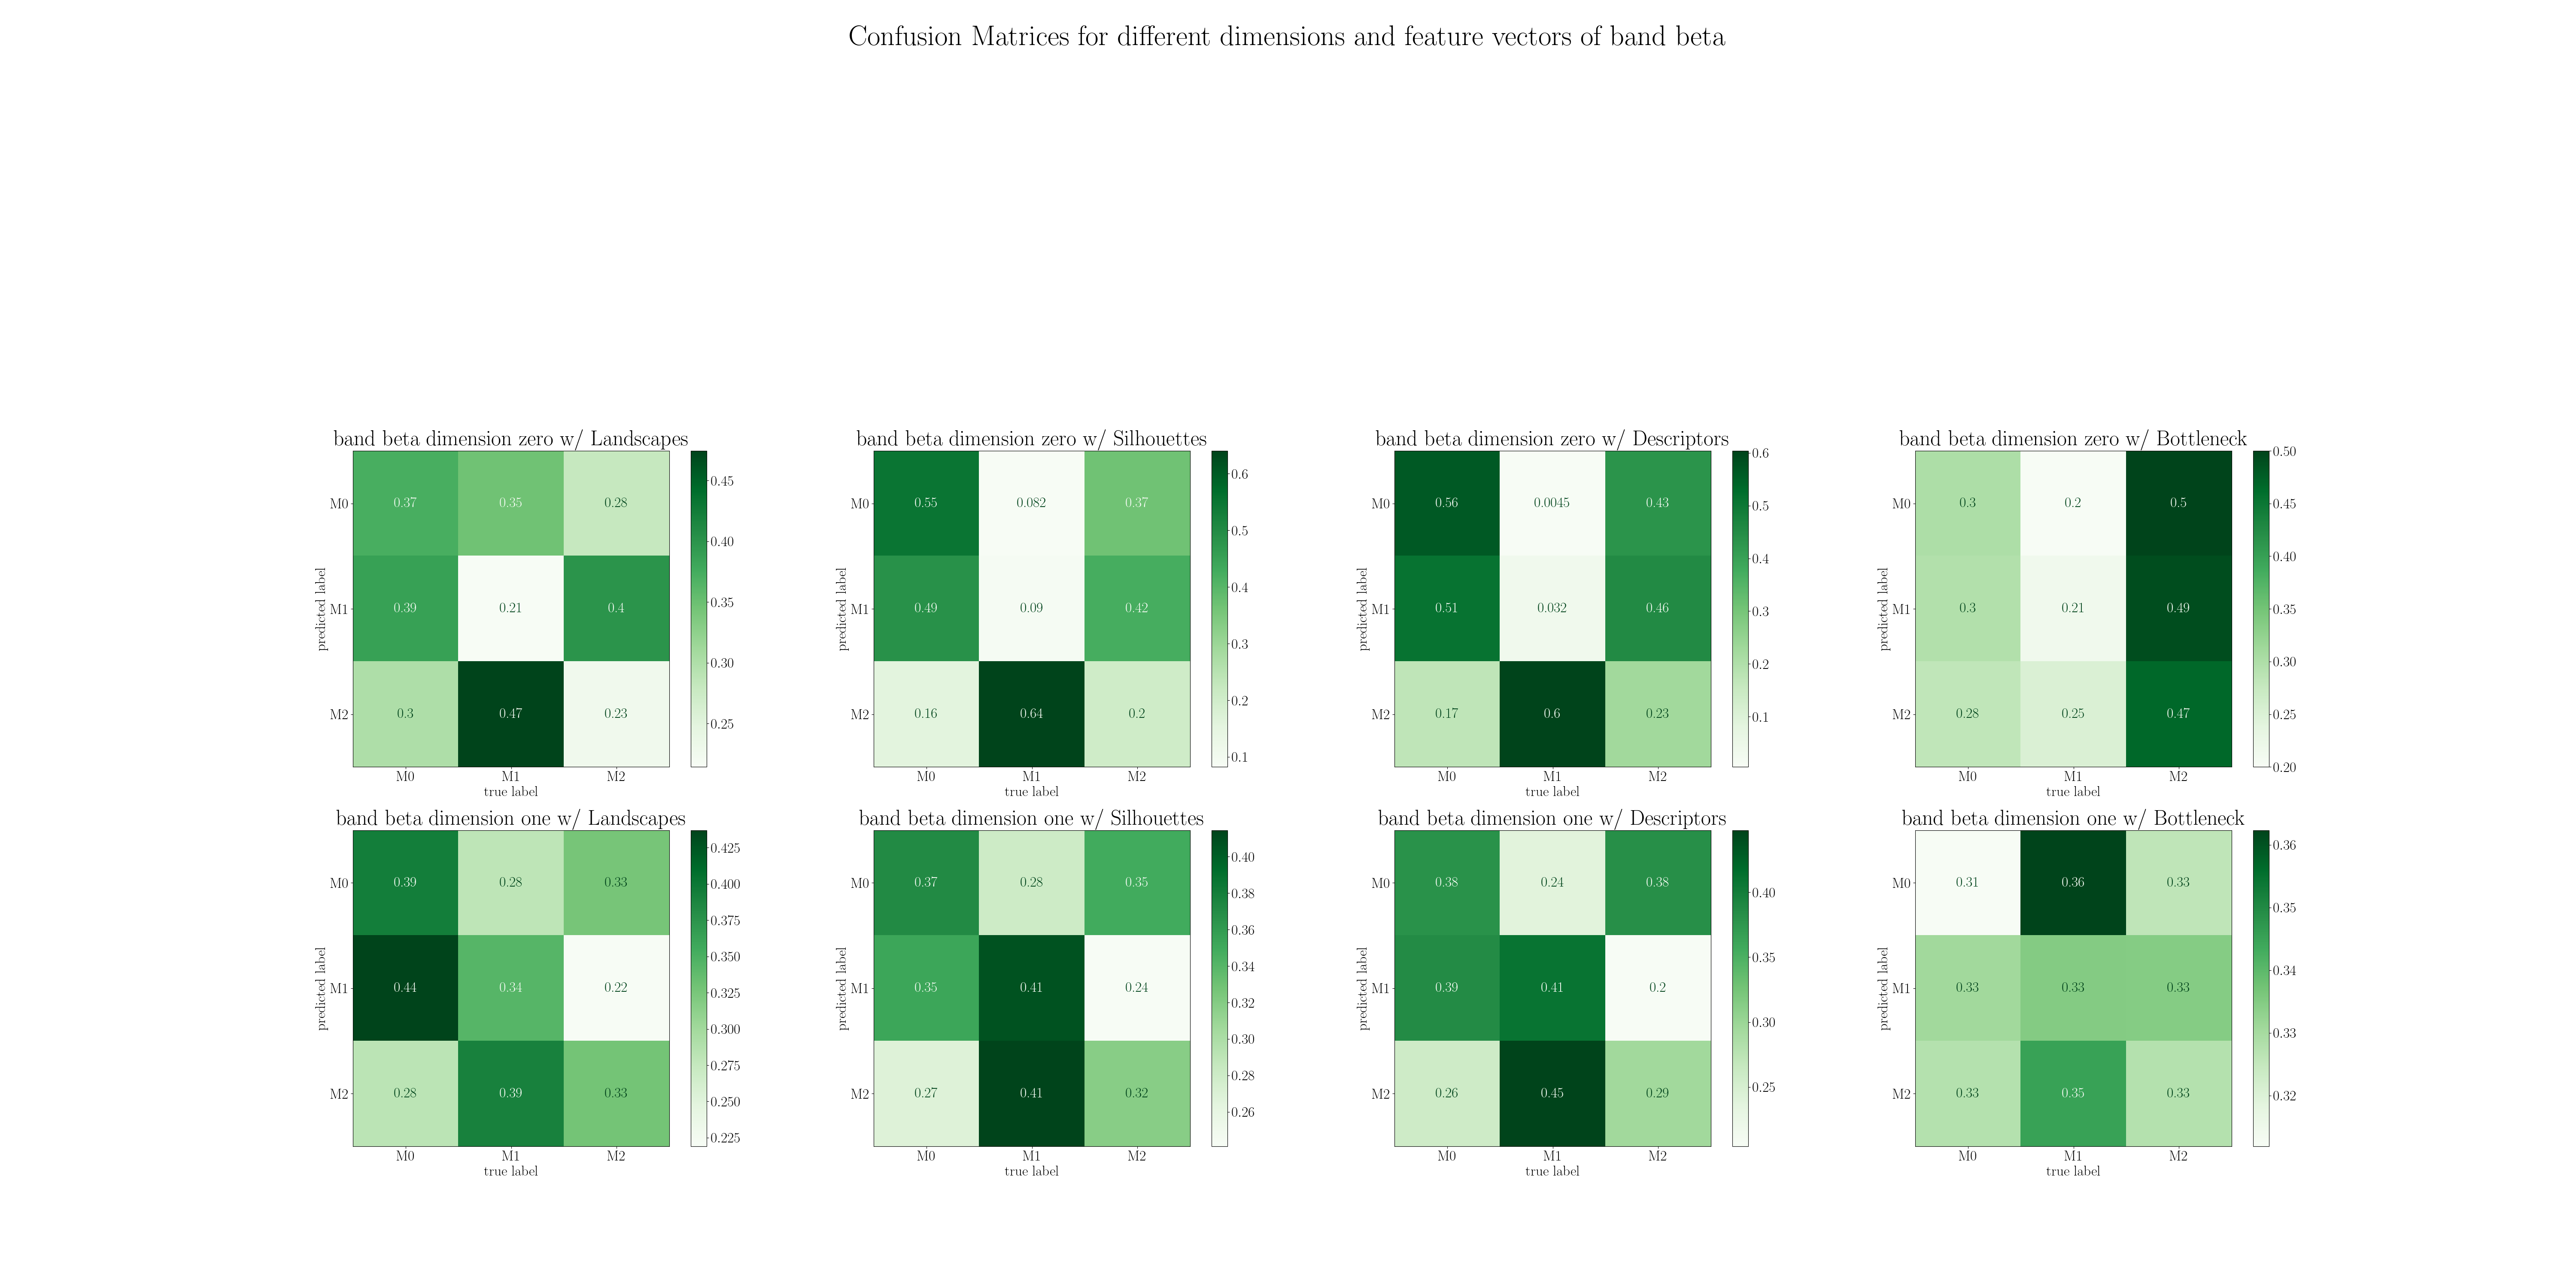 Confusion Matrices for different dimensions and feature vectors of band beta
band beta dimension zero w/ Landscapes
predicted label
M0 0.37 0.35 0.28
M1 0.39 0.21 0.4
M2 0.3 0.47 0.23
M0 M1 M2
true label
0.45
0.40
0.35
0.30
0.25
band beta dimension zero w/ Silhouettes
predicted label
M0 0.55 0.082 0.37
M1 0.49 0.09 0.42
M2 0.16 0.64 0.2
M0 M1 M2
true label
0.6
0.5
0.4
0.3
0.2
0.1
band beta dimension zero w/ Descriptors
predicted label
M0 0.56 0.0045 0.43
M1 0.51 0.032 0.46
M2 0.17 0.6 0.23
M0 M1 M2
true label
0.6
0.5
0.4
0.3
0.2
0.1
band beta dimension zero w/ Bottleneck
predicted label
M0 0.3 0.2 0.5
M1 0.3 0.21 0.49
M2 0.28 0.25 0.47
M0 M1 M2
true label
0.50
0.45
0.40
0.35
0.30
0.25
0.20
band beta dimension one w/ Landscapes
predicted label
M0 0.39 0.28 0.33
M1 0.44 0.34 0.22
M2 0.28 0.39 0.33
M0 M1 M2
true label
0.425
0.400
0.375
0.350
0.325
0.300
0.275
0.250
0.225
band beta dimension one w/ Silhouettes
predicted label
M0 0.37 0.28 0.35
M1 0.35 0.41 0.24
M2 0.27 0.41 0.32
M0 M1 M2
true label
0.40
0.38
0.36
0.34
0.32
0.30
0.28
0.26
band beta dimension one w/ Descriptors
predicted label
M0 0.38 0.24 0.38
M1 0.39 0.41 0.2
M2 0.26 0.45 0.29
M0 M1 M2
true label
0.40
0.35
0.30
0.25
band beta dimension one w/ Bottleneck
predicted label
M0 0.31 0.36 0.33
M1 0.33 0.33 0.33
M2 0.33 0.35 0.33
M0 M1 M2
true label
0.36
0.35
0.34
0.33
0.32